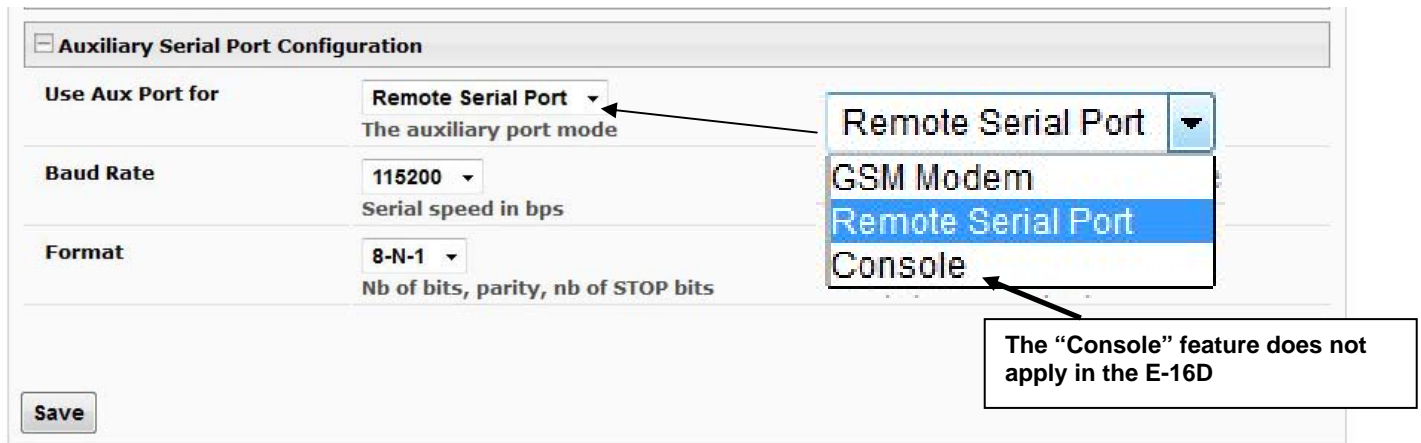 Auxiliary Serial Port Configuration
Use Aux Port for
Remote Serial Port
The auxiliary port mode
Baud Rate
115200
Serial speed in bps
Format
8-N-1
Nb of bits, parity, nb of STOP bits
Remote Serial Port
GSM Modem
Remote Serial Port
Console
The “Console” feature does not
apply in the E-16D
Save